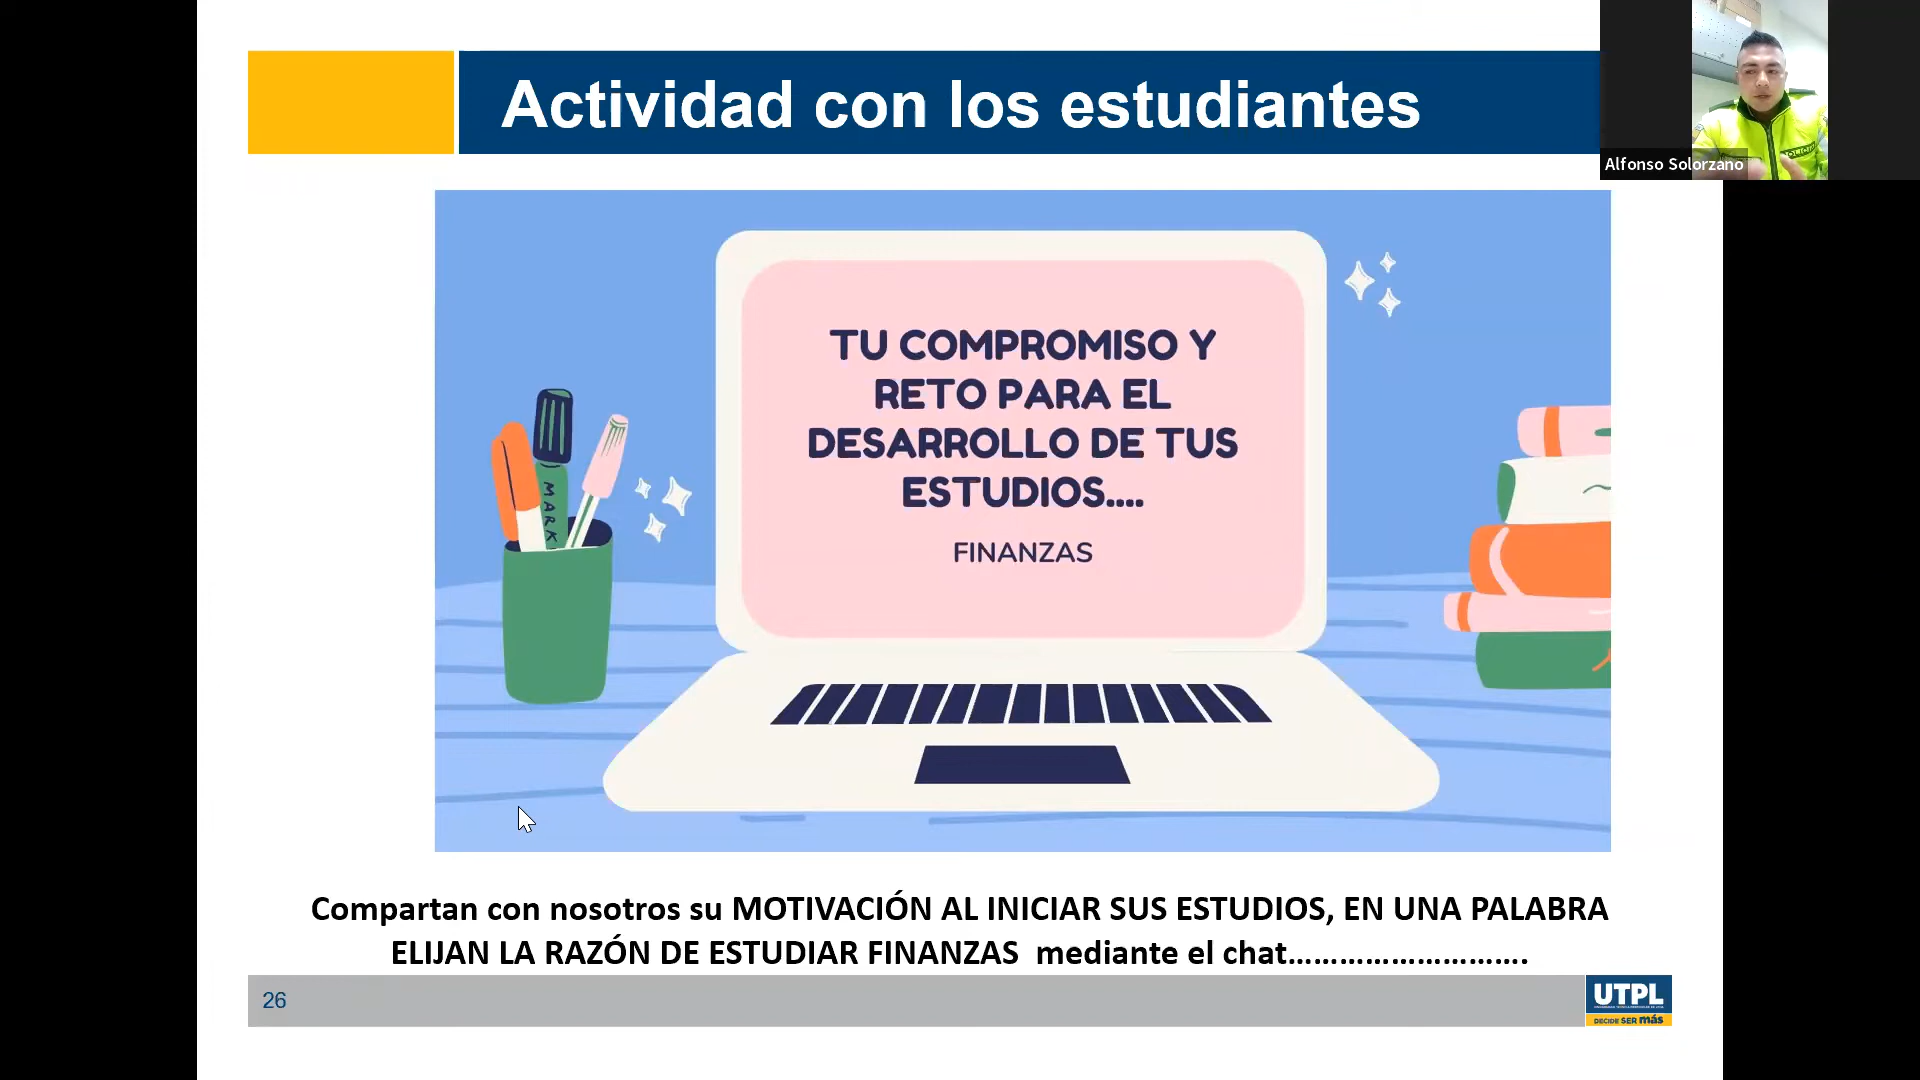 Actividad con los estudiantes
Alfonso Solorzano
TU COMPROMISO Y
RETO PARA EL
DESARROLLO DE TUS
ESTUDIOS....
FINANZAS
MARK
Compartan con nosotros su MOTIVACIÓN AL INICIAR SUS ESTUDIOS, EN UNA PALABRA
ELIJAN LA RAZÓN DE ESTUDIAR FINANZAS mediante el chat……………………….
26
UTPL
DECIDE SER más